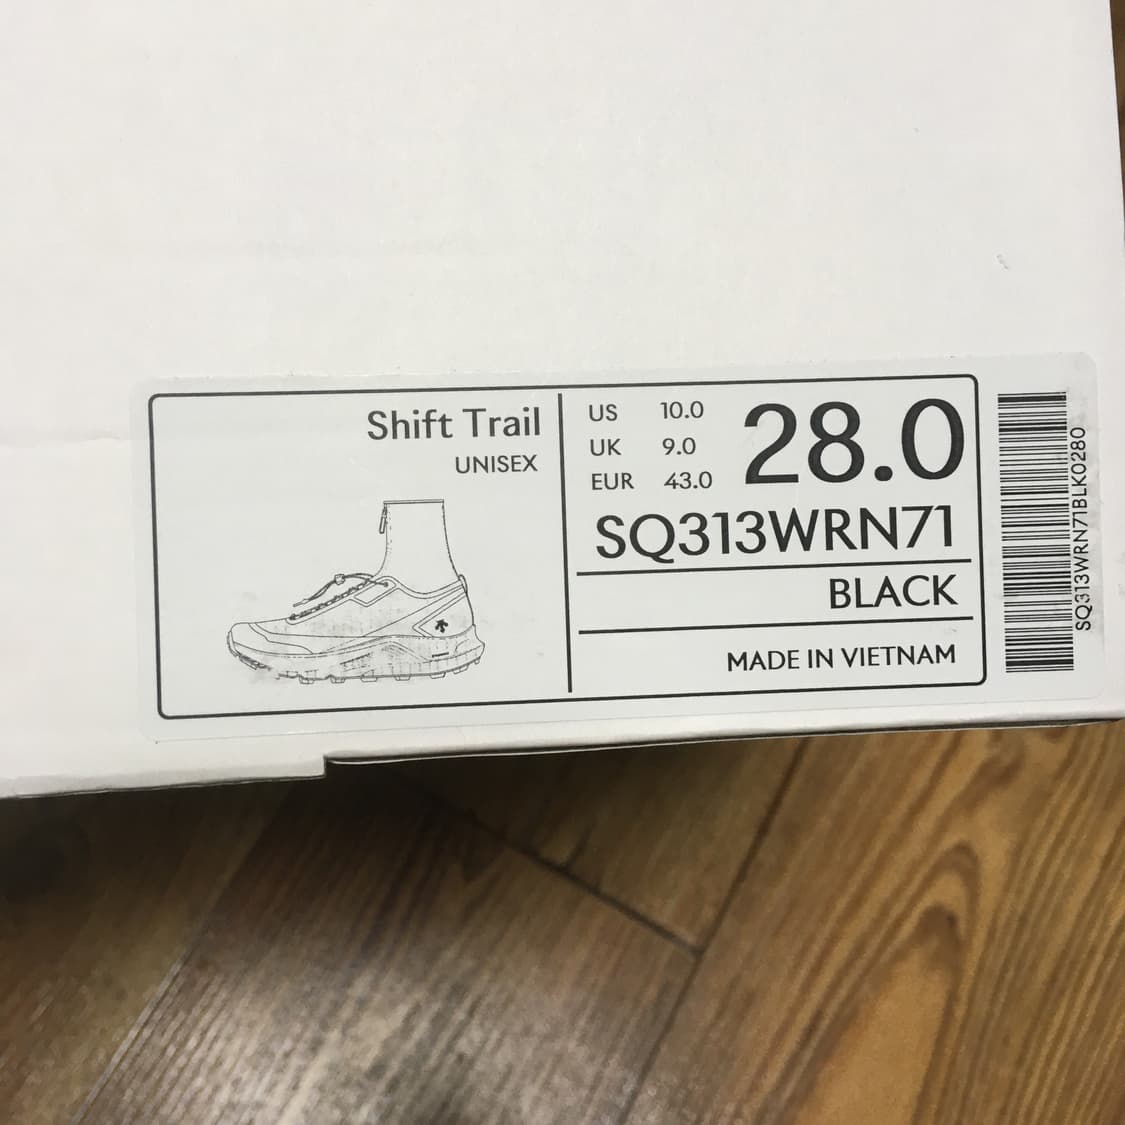 Shift Trail
UNISEX
US 10.0
UK 9.0
EUR 43.0
28.0
SQ313WRN71
BLACK
MADE IN VIETNAM
SQ313WRN71BLK0280